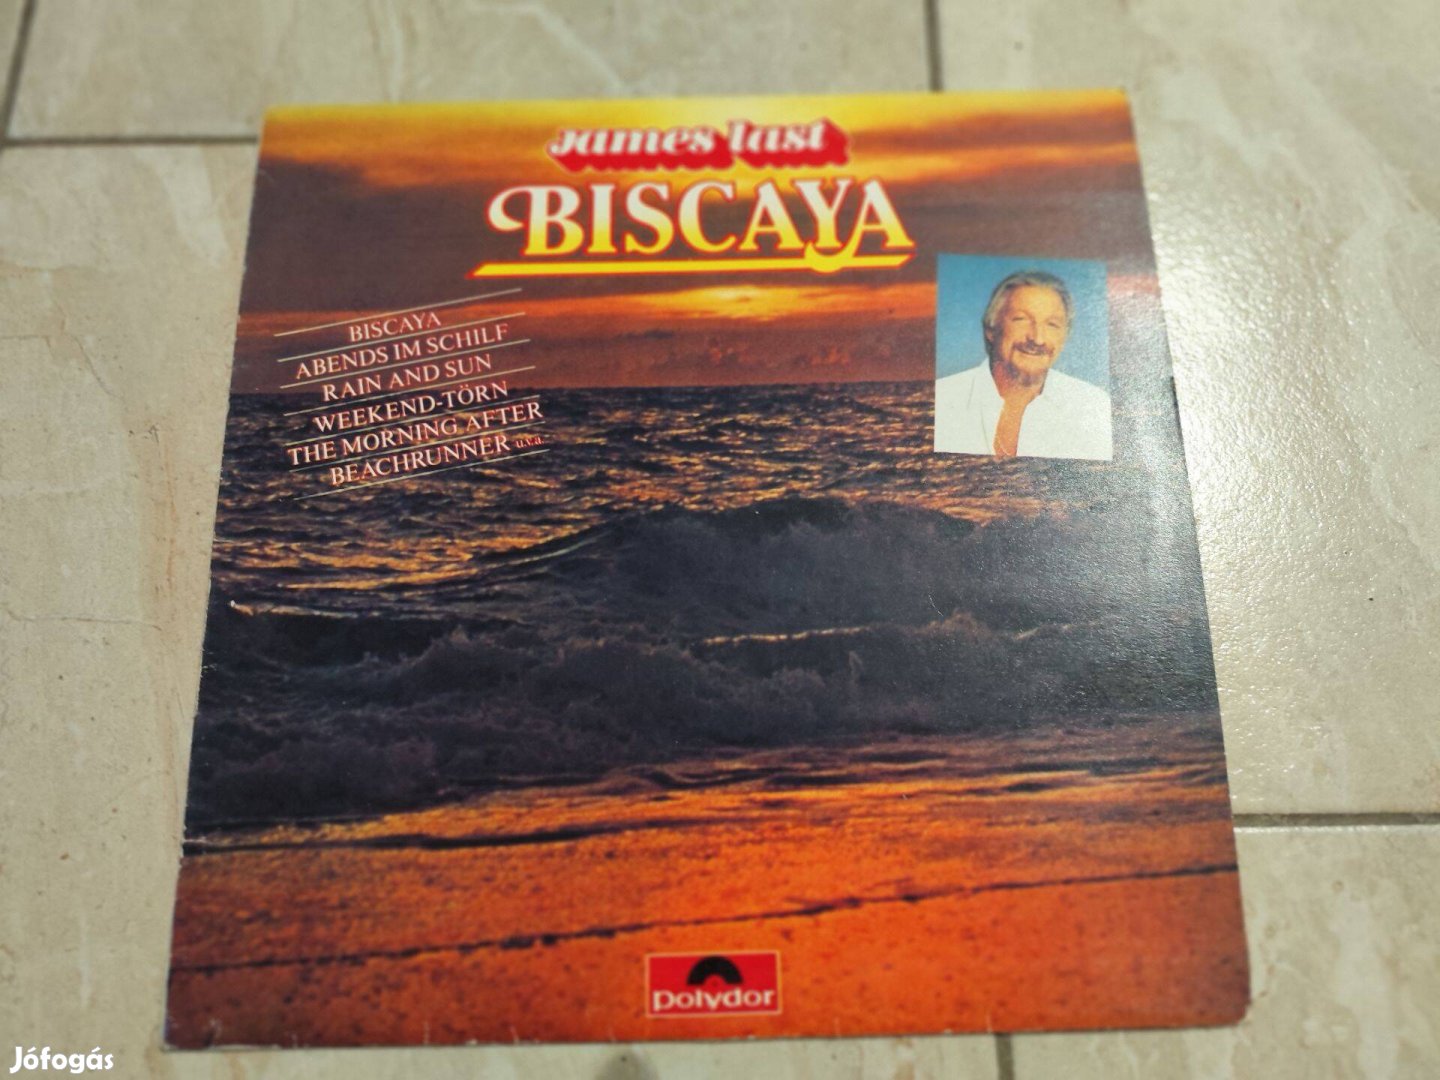 James last
BISCAYA
BISCAYA
ABENDS IM SCHILF
RAIN AND SUN
WEEKEND-TÖRN
THE MORNING AFTER
BEACHRUNNER u.v.a.
polydor
Jófogás